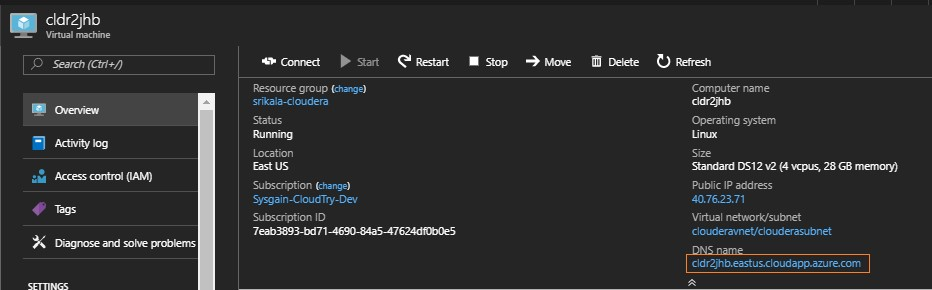 cldr2jhb
Virtual machine
Search (Ctrl+/)
Overview
Activity log
Access control (IAM)
Tags
Diagnose and solve problems
SETTINGS
Connect
Start
Restart
Stop
Move
Delete
Refresh
Resource group (change)
srikala-cloudera
Status
Running
Location
East US
Subscription (change)
Sysgain-CloudTry-Dev
Subscription ID
7eab3893-bd71-4690-84a5-47624df0b0e5
Computer name
cldr2jhb
Operating system
Linux
Size
Standard DS12 v2 (4 vcpus, 28 GB memory)
Public IP address
40.76.23.71
Virtual network/subnet
clouderavnet/clouderasubnet
DNS name
cldr2jhb.eastus.cloudapp.azure.com